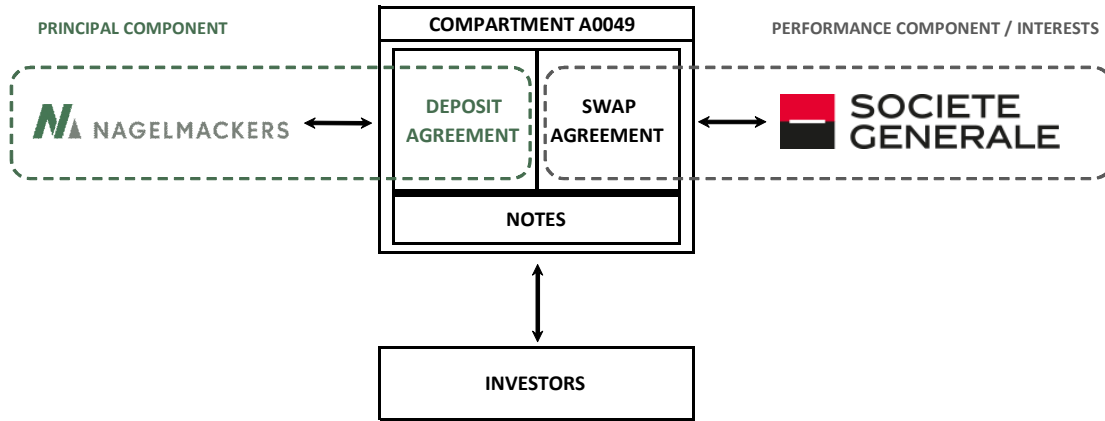 PRINCIPAL COMPONENT
COMPARTMENT A0049
PERFORMANCE COMPONENT / INTERESTS
NAGELMACKERS
DEPOSIT
AGREEMENT
SWAP
AGREEMENT
SOCIETE
GENERALE
NOTES
INVESTORS